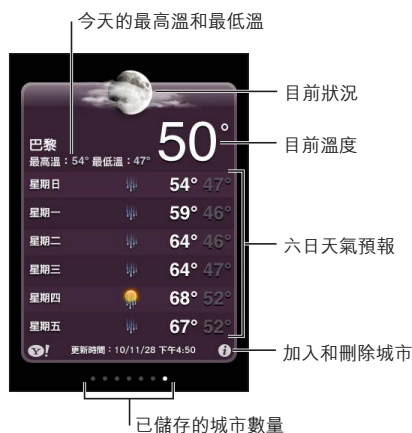 今天的最高溫和最低溫
目前狀況
50°
目前溫度
巴黎
最高溫：54° 最低溫：47°
星期日 54° 47°
星期一 59° 46°
星期二 64° 46°
六日天氣預報
星期三 64° 47°
星期四 68° 52°
星期五 67° 52°
Y! 更新時間：10/11/28 下午4:50 i
加入和刪除城市
已儲存的城市數量